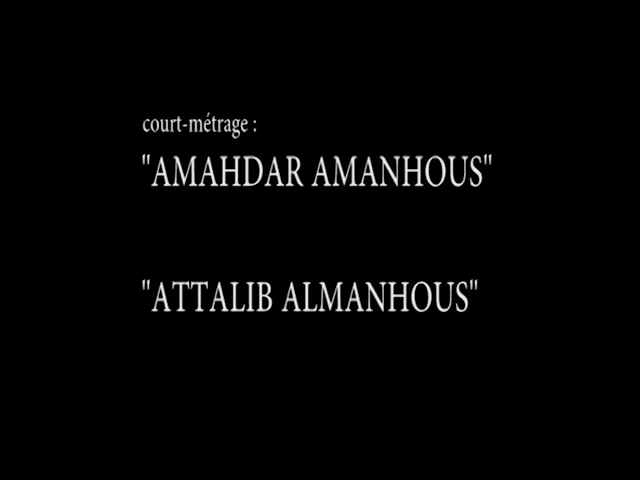 court-métrage :
"AMAHDAR AMANHOUS"
"ATTALIB ALMANHOUS"